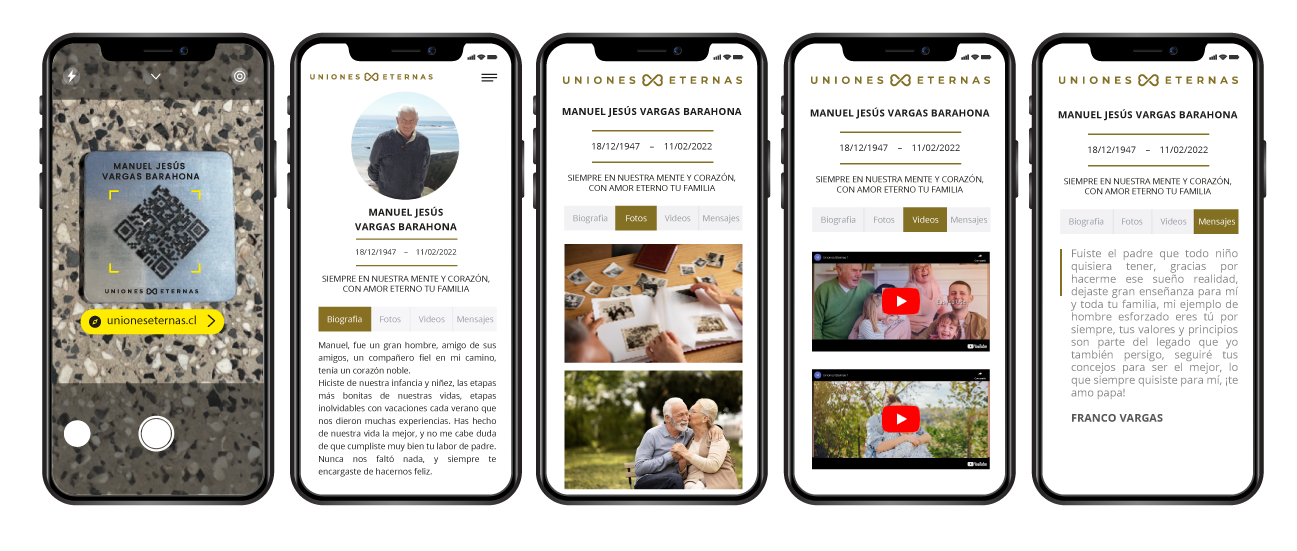 MANUEL JESÚS
VARGAS BARAHONA
UNIONES ETERNAS
unioneseternas.cl
UNIONES ETERNAS
MANUEL JESÚS
VARGAS BARAHONA
18/12/1947 – 11/02/2022
SIEMPRE EN NUESTRA MENTE Y CORAZÓN,
CON AMOR ETERNO TU FAMILIA
Biografía Fotos Videos Mensajes
Manuel, fue un gran hombre, amigo de sus
amigos, un compañero fiel en mi camino,
tenía un corazón noble.
Hiciste de nuestra infancia y niñez, las etapas
más bonitas de nuestras vidas, etapas
inolvidables con vacaciones cada verano que
nos dieron muchas experiencias. Has hecho
de nuestra vida la mejor, y no me cabe duda
de que cumpliste muy bien tu labor de padre.
Nunca nos faltó nada, y siempre te
encargaste de hacernos feliz.
UNIONES ETERNAS
MANUEL JESÚS VARGAS BARAHONA
18/12/1947 – 11/02/2022
SIEMPRE EN NUESTRA MENTE Y CORAZÓN,
CON AMOR ETERNO TU FAMILIA
Biografía Fotos Videos Mensajes
UNIONES ETERNAS
MANUEL JESÚS VARGAS BARAHONA
18/12/1947 – 11/02/2022
SIEMPRE EN NUESTRA MENTE Y CORAZÓN,
CON AMOR ETERNO TU FAMILIA
Biografía Fotos Videos Mensajes
YouTube
YouTube
UNIONES ETERNAS
MANUEL JESÚS VARGAS BARAHONA
18/12/1947 – 11/02/2022
SIEMPRE EN NUESTRA MENTE Y CORAZÓN,
CON AMOR ETERNO TU FAMILIA
Biografía Fotos Videos Mensajes
Fuiste el padre que todo niño
quisiera tener, gracias por
hacerme ese sueño realidad,
dejaste gran enseñanza para mí
y toda tu familia, mi ejemplo de
hombre esforzado eres tú por
siempre, tus valores y principios
son parte del legado que yo
también persigo, seguiré tus
concejos para ser el mejor, lo
que siempre quisiste para mí, ¡te
amo papa!
FRANCO VARGAS